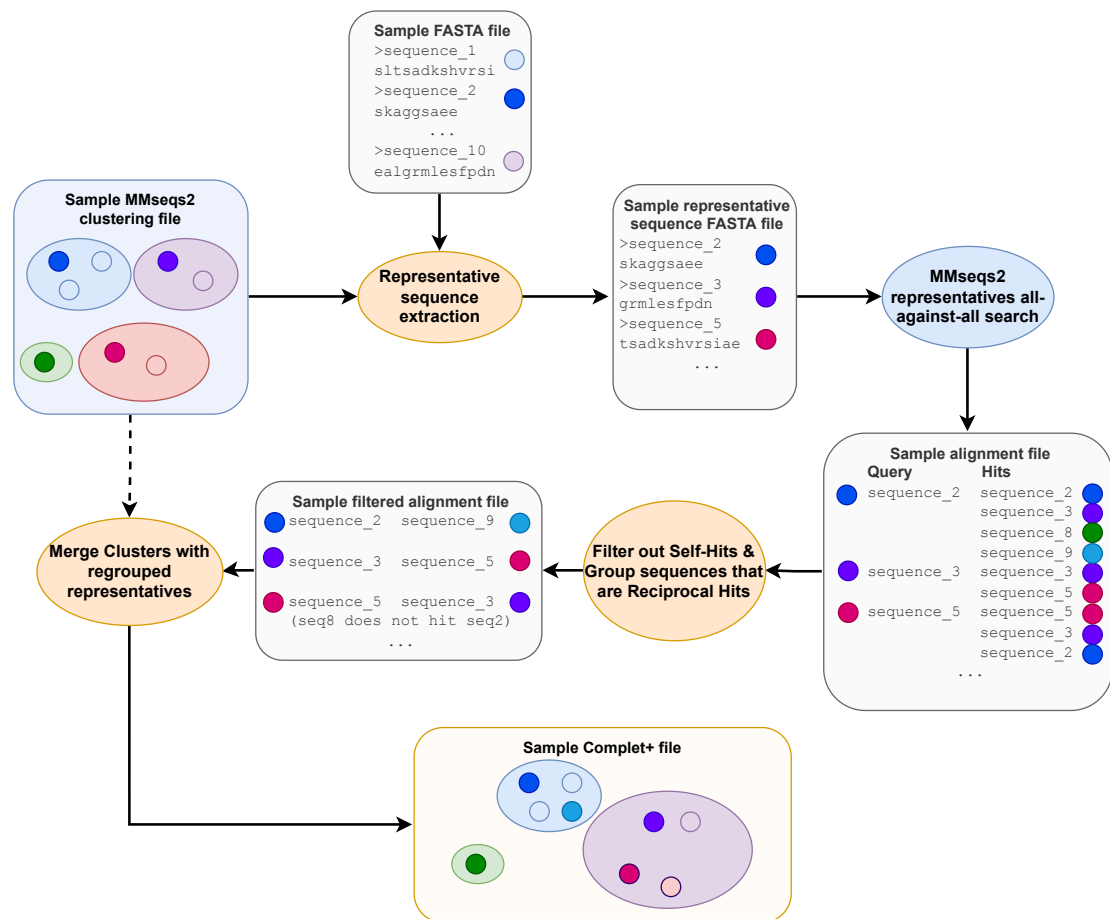 Sample FASTA file
>sequence_1
sltsadkshvrsi
>sequence_2
skaggsaee
...
>sequence_10
ealgrmlesfpdn
Sample MMseqs2
clustering file
Representative
sequence
extraction
Sample representative
sequence FASTA file
>sequence_2
skaggsaee
>sequence_3
grmlesfpdn
>sequence_5
tsadkshvrsiae
...
MMseqs2
representatives all-
against-all search
Sample alignment file
Query Hits
sequence_2 sequence_2
sequence_3
sequence_8
sequence_9
sequence_3 sequence_3
sequence_5
sequence_5 sequence_5
sequence_3
sequence_2
...
Filter out Self-Hits &
Group sequences that
are Reciprocal Hits
Sample filtered alignment file
sequence_2 sequence_9
sequence_3 sequence_5
sequence_5 sequence_3
(seq8 does not hit seq2)
...
Merge Clusters with
regrouped
representatives
Sample Complet+ file